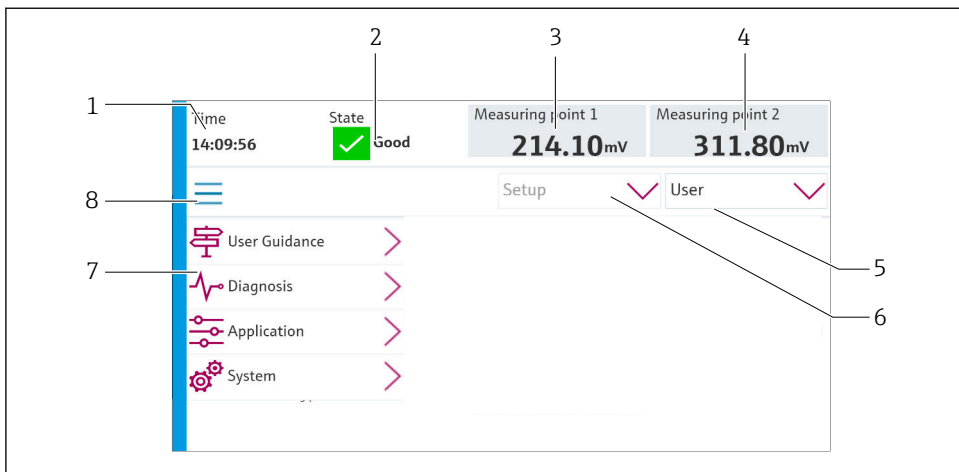 2 3 4
1 Time State Measuring point 1 Measuring point 2
14:09:56 Good 214.10mV 311.80mV
8 Setup User
User Guidance
7 Diagnosis 5
Application 6
System